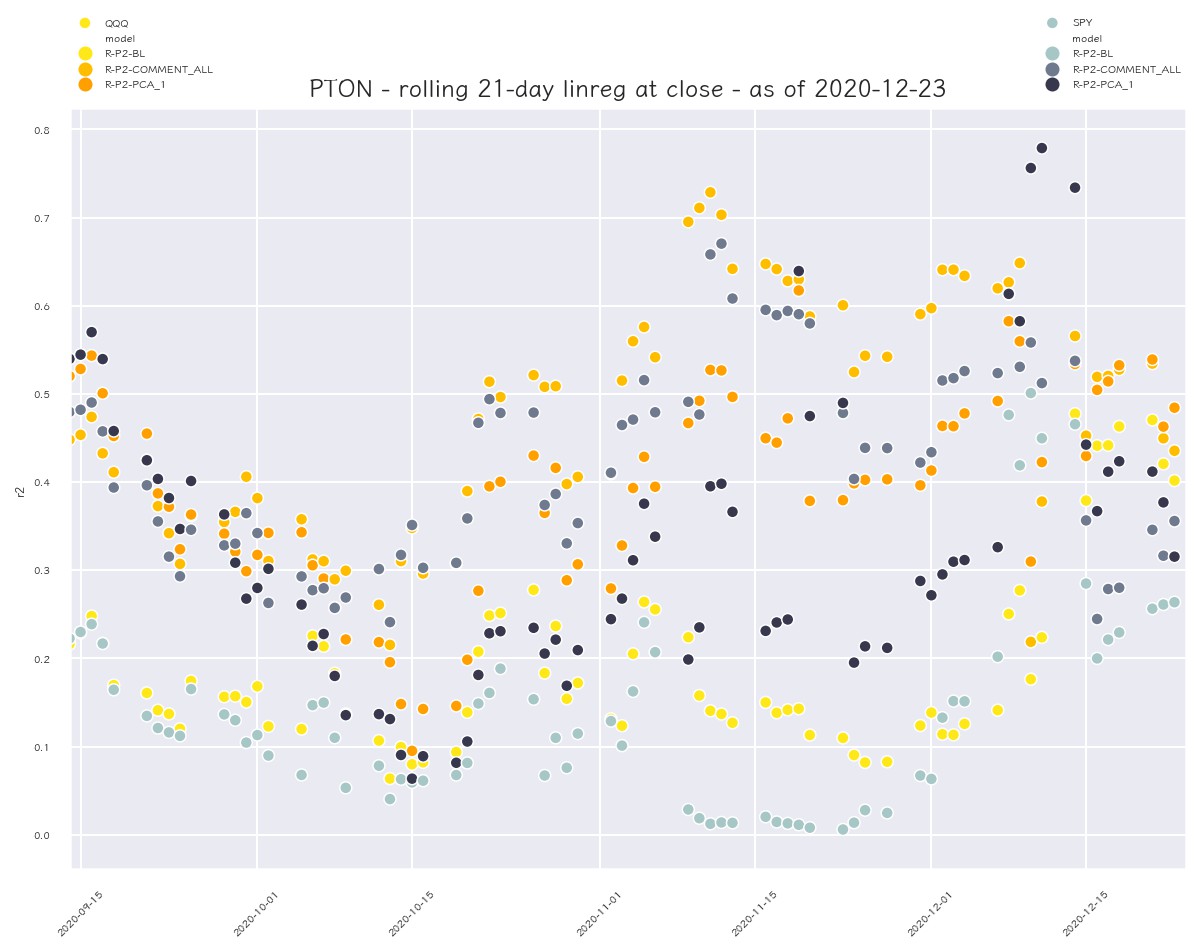 QQQ
model
R-P2-BL
R-P2-COMMENT_ALL
R-P2-PCA_1
SPY
model
R-P2-BL
R-P2-COMMENT_ALL
R-P2-PCA_1
PTON - rolling 21-day linreg at close - as of 2020-12-23
0.8
0.7
0.6
0.5
0.4
0.3
0.2
0.1
0.0
r2
2020-09-15
2020-10-01
2020-10-15
2020-11-01
2020-11-15
2020-12-01
2020-12-15